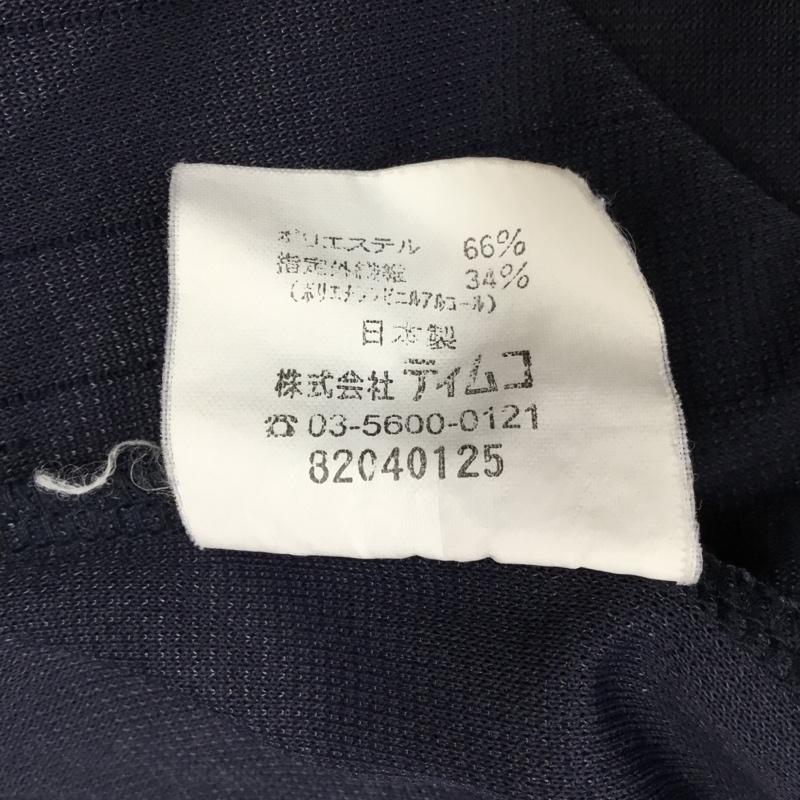 ポリエステル 66%
指定外繊維 34%
(ポリエチレンビニルアルコール)
日本製
株式会社 ティムコ
☎ 03-5600-0121
82040125